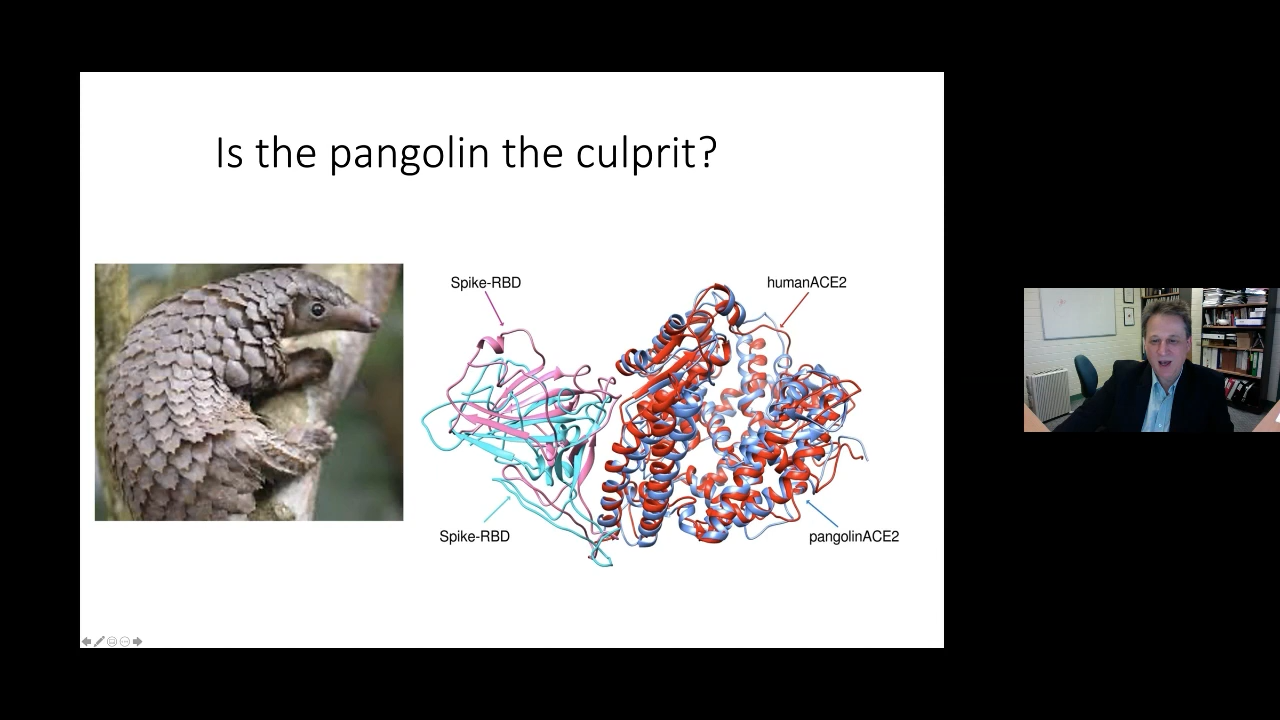 Is the pangolin the culprit?
Spike-RBD
humanACE2
Spike-RBD
pangolinACE2